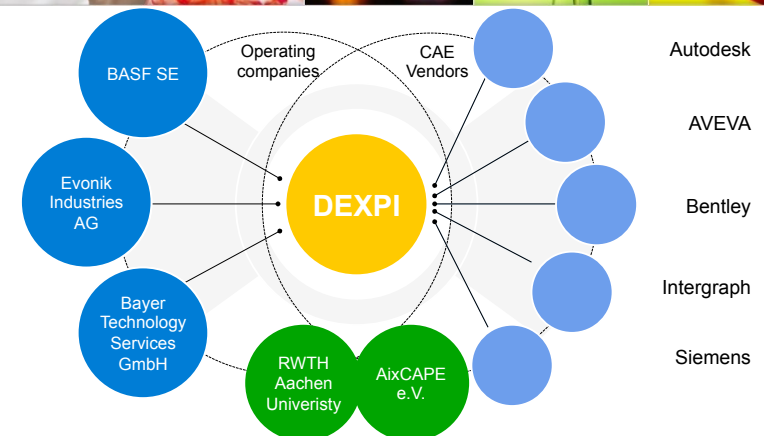 Operating
companies
CAE
Vendors
BASF SE
Evonik
Industries
AG
Bayer
Technology
Services
GmbH
DEXPI
RWTH
Aachen
Univeristy
AixCAPE
e.V.
Autodesk
AVEVA
Bentley
Intergraph
Siemens